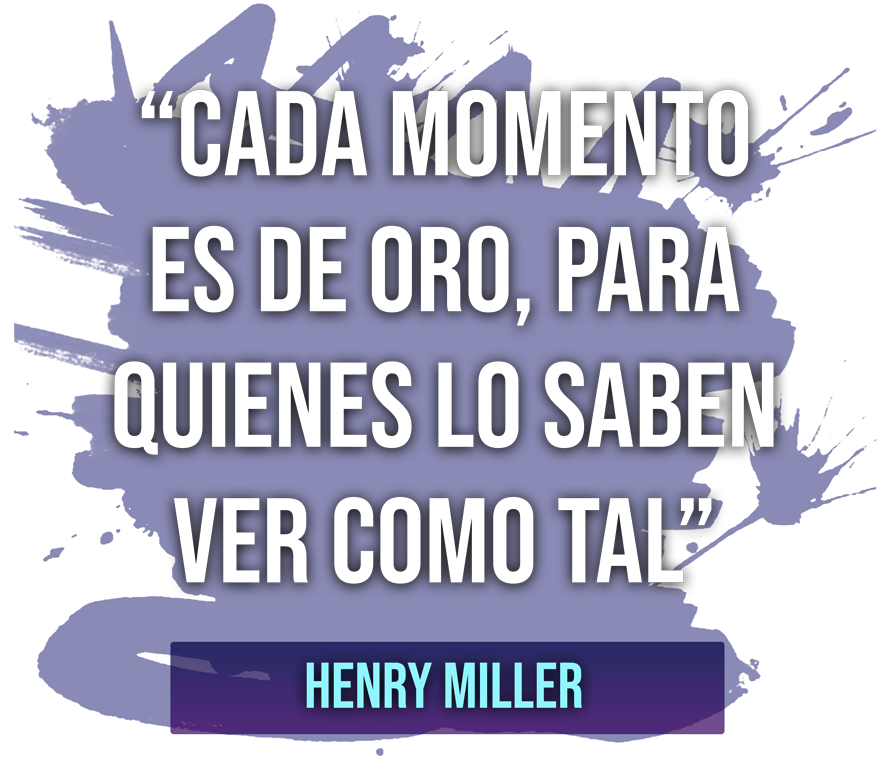 “CADA MOMENTO
ES DE ORO, PARA
QUIENES LO SABEN
VER COMO TAL”
HENRY MILLER